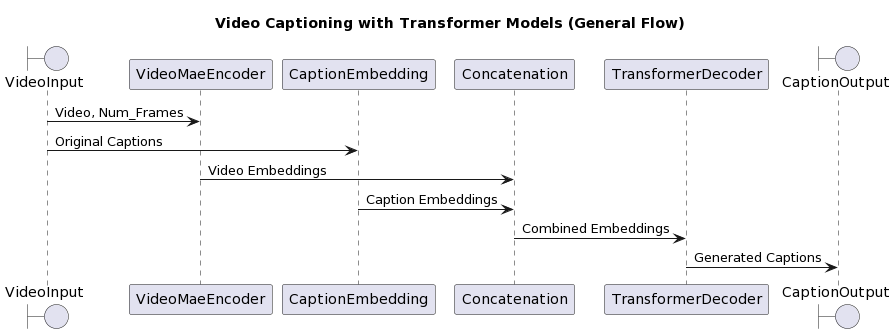 Video Captioning with Transformer Models (General Flow)
VideoInput
VideoMaeEncoder
CaptionEmbedding
Concatenation
TransformerDecoder
CaptionOutput
Video, Num_Frames
Original Captions
Video Embeddings
Caption Embeddings
Combined Embeddings
Generated Captions
VideoInput
VideoMaeEncoder
CaptionEmbedding
Concatenation
TransformerDecoder
CaptionOutput